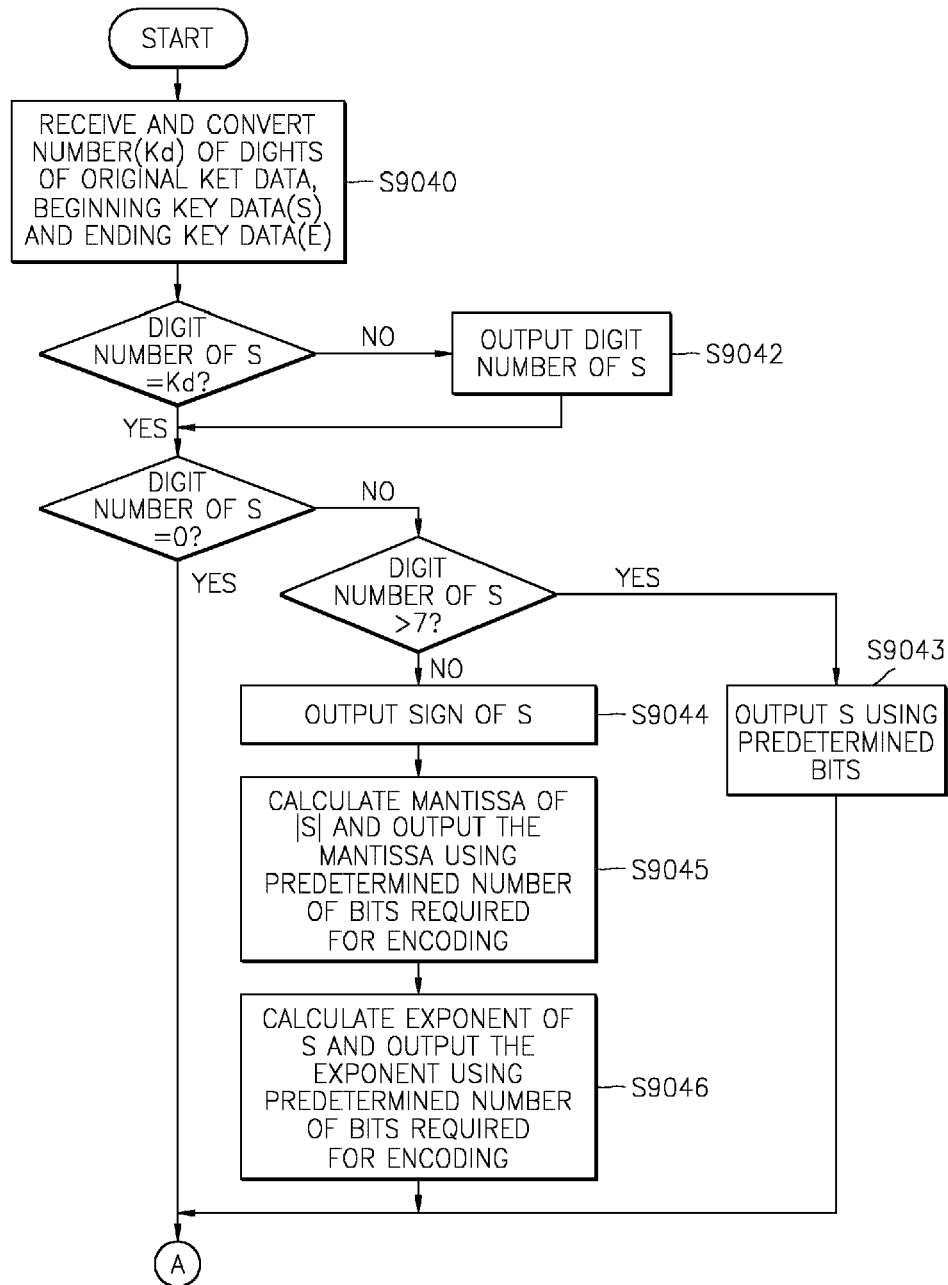 START
RECEIVE AND CONVERT
NUMBER(Kd) OF DIGHTS
OF ORIGINAL KET DATA,
BEGINNING KEY DATA(S)
AND ENDING KEY DATA(E)
S9040
DIGIT
NUMBER OF S
=Kd?
NO
OUTPUT DIGIT
NUMBER OF S
S9042
YES
DIGIT
NUMBER OF S
=0?
NO
YES
DIGIT
NUMBER OF S
>7?
YES
NO
S9043
OUTPUT S USING
PREDETERMINED
BITS
OUTPUT SIGN OF S
S9044
CALCULATE MANTISSA OF
|S| AND OUTPUT THE
MANTISSA USING
PREDETERMINED NUMBER
OF BITS REQUIRED
FOR ENCODING
S9045
CALCULATE EXPONENT OF
S AND OUTPUT THE
EXPONENT USING
PREDETERMINED NUMBER
OF BITS REQUIRED
FOR ENCODING
S9046
A